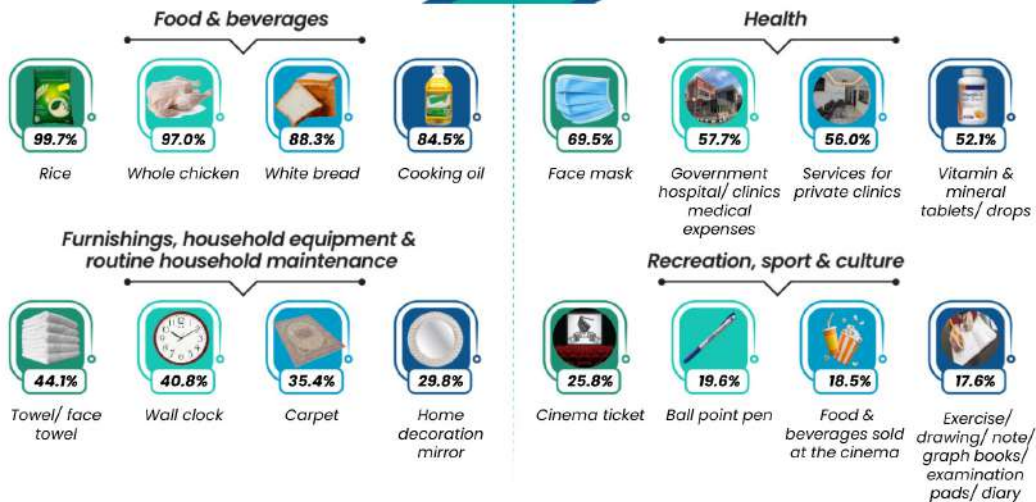 Food & beverages
99.7%
Rice
97.0%
Whole chicken
88.3%
White bread
84.5%
Cooking oil
Health
69.5%
Face mask
57.7%
Government
hospital/ clinics
medical
expenses
56.0%
Services for
private clinics
52.1%
Vitamin &
mineral
tablets/ drops
Furnishings, household equipment &
routine household maintenance
44.1%
Towel/ face
towel
40.8%
Wall clock
35.4%
Carpet
29.8%
Home
decoration
mirror
Recreation, sport & culture
25.8%
Cinema ticket
19.6%
Ball point pen
18.5%
Food &
beverages sold
at the cinema
17.6%
Exercise/
drawing/ note/
graph books/
examination
pads/ diary